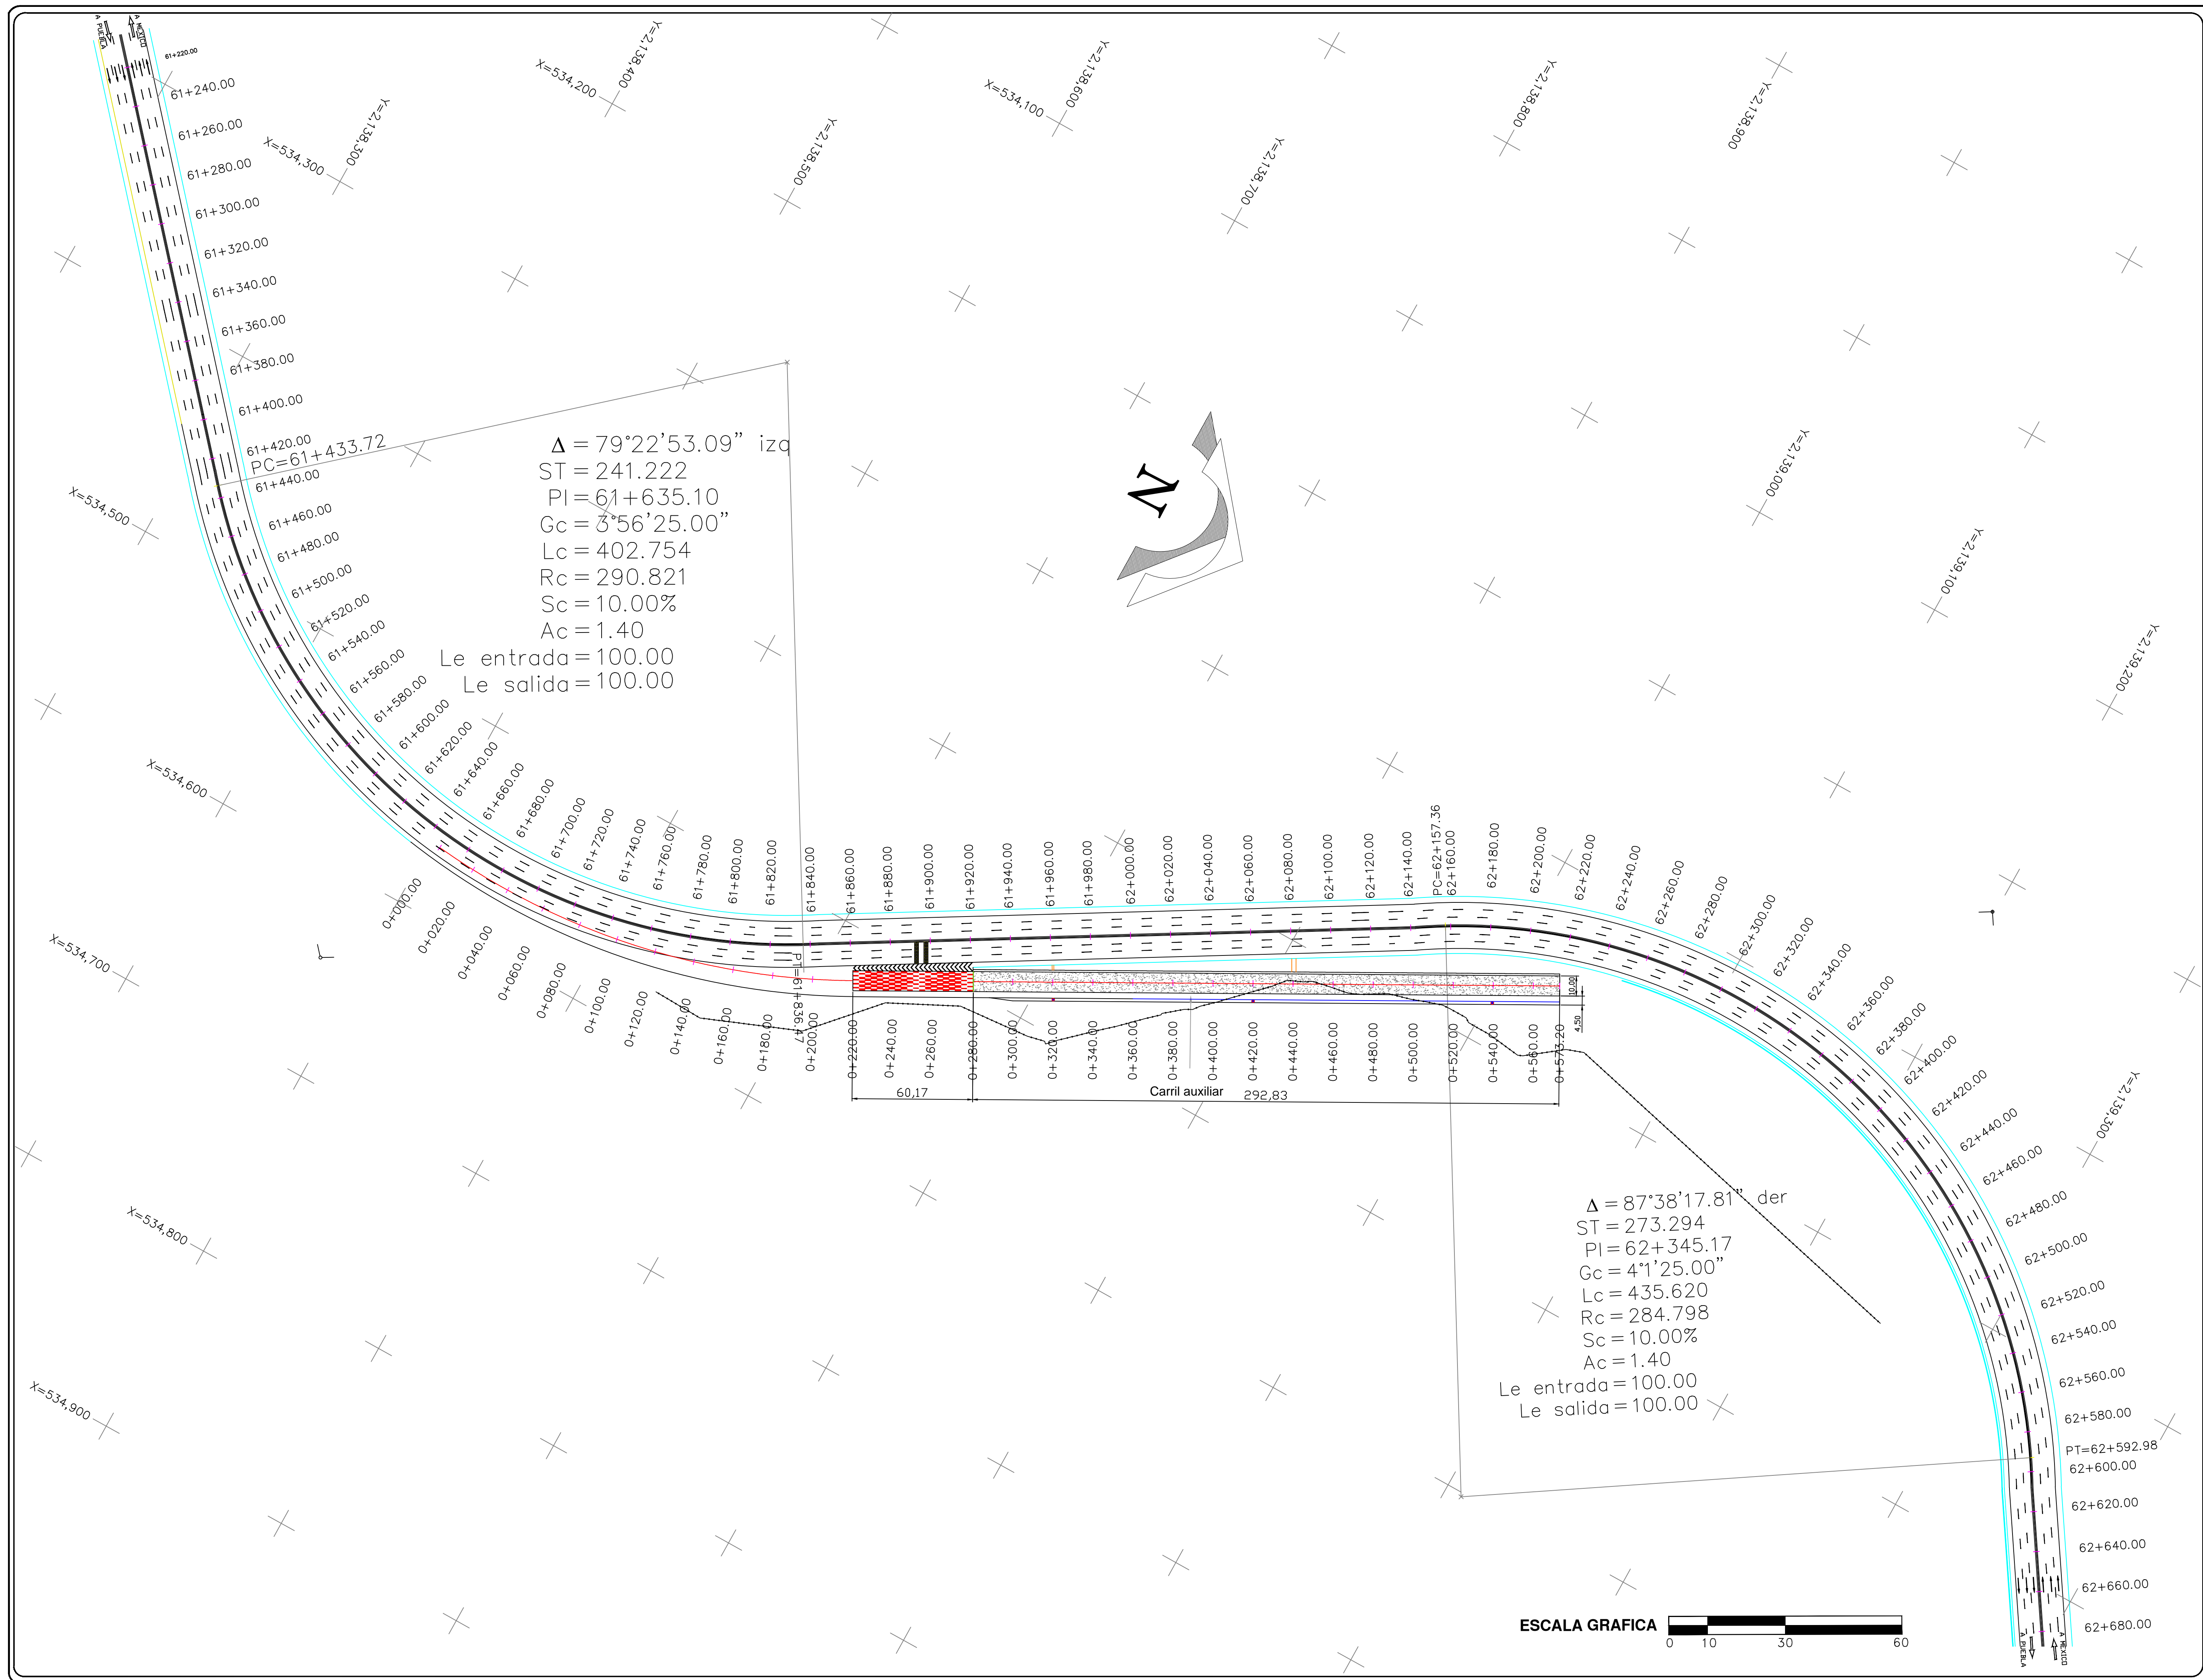 A PUEBLA
A MEXICO
61+220.00
61+240.00
61+260.00
61+280.00
61+300.00
61+320.00
61+340.00
61+360.00
61+380.00
61+400.00
61+420.00
PC=61+433.72
61+440.00
61+460.00
61+480.00
61+500.00
61+520.00
61+540.00
61+560.00
61+580.00
61+600.00
61+620.00
61+640.00
61+660.00
61+680.00
61+700.00
61+720.00
61+740.00
61+760.00
61+780.00
61+800.00
61+820.00
61+840.00
61+860.00
61+880.00
61+900.00
61+920.00
61+940.00
61+960.00
61+980.00
62+000.00
62+020.00
62+040.00
62+060.00
62+080.00
62+100.00
62+120.00
62+140.00
PC=62+157.36
62+160.00
62+180.00
62+200.00
62+220.00
62+240.00
62+260.00
62+280.00
62+300.00
62+320.00
62+340.00
62+360.00
62+380.00
62+400.00
62+420.00
62+440.00
62+460.00
62+480.00
62+500.00
62+520.00
62+540.00
62+560.00
62+580.00
PT=62+592.98
62+600.00
62+620.00
62+640.00
62+660.00
62+680.00
A PUEBLA
A MEXICO
X=534,300
Y=2,138,300
X=534,200
Y=2,138,400
Y=2,138,500
X=534,100
Y=2,138,600
Y=2,138,700
Y=2,138,800
Y=2,138,900
Y=2,139,000
Y=2,139,100
Y=2,139,200
Y=2,139,300
X=534,500
X=534,600
X=534,700
X=534,800
X=534,900
Δ = 79°22'53.09" izq
ST = 241.222
PI = 61+635.10
Gc = 3°56'25.00"
Lc = 402.754
Rc = 290.821
Sc = 10.00%
Ac = 1.40
Le entrada = 100.00
Le salida = 100.00
N
0+000.00
0+020.00
0+040.00
0+060.00
0+080.00
0+100.00
0+120.00
0+140.00
0+160.00
0+180.00
PT=61+836.47
0+200.00
0+220.00
0+240.00
0+260.00
0+280.00
0+300.00
0+320.00
0+340.00
0+360.00
0+380.00
0+400.00
0+420.00
0+440.00
0+460.00
0+480.00
0+500.00
0+520.00
0+540.00
0+560.00
0+573.20
10,00
4,50
60,17
Carril auxiliar
292,83
Δ = 87°38'17.81" der
ST = 273.294
PI = 62+345.17
Gc = 4°1'25.00"
Lc = 435.620
Rc = 284.798
Sc = 10.00%
Ac = 1.40
Le entrada = 100.00
Le salida = 100.00
ESCALA GRAFICA
0 10 30 60